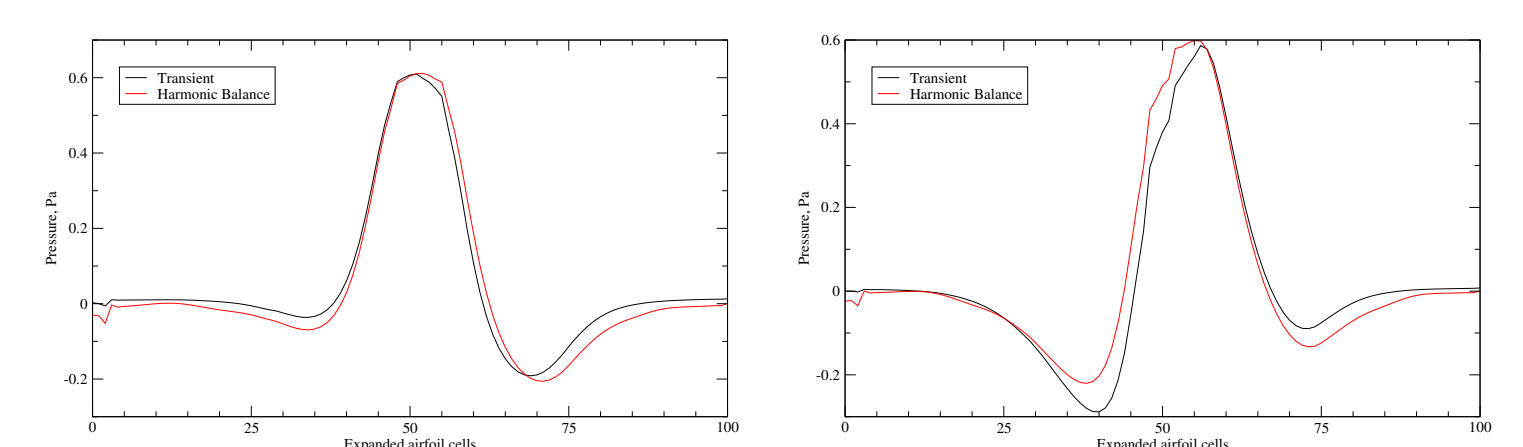 Transient
Harmonic Balance
0.6
0.4
0.2
0
-0.2
Pressure, Pa
0 25 50 75 100
Expanded airfoil cells
Transient
Harmonic Balance
0.6
0.4
0.2
0
-0.2
Pressure, Pa
0 25 50 75 100
Expanded airfoil cells